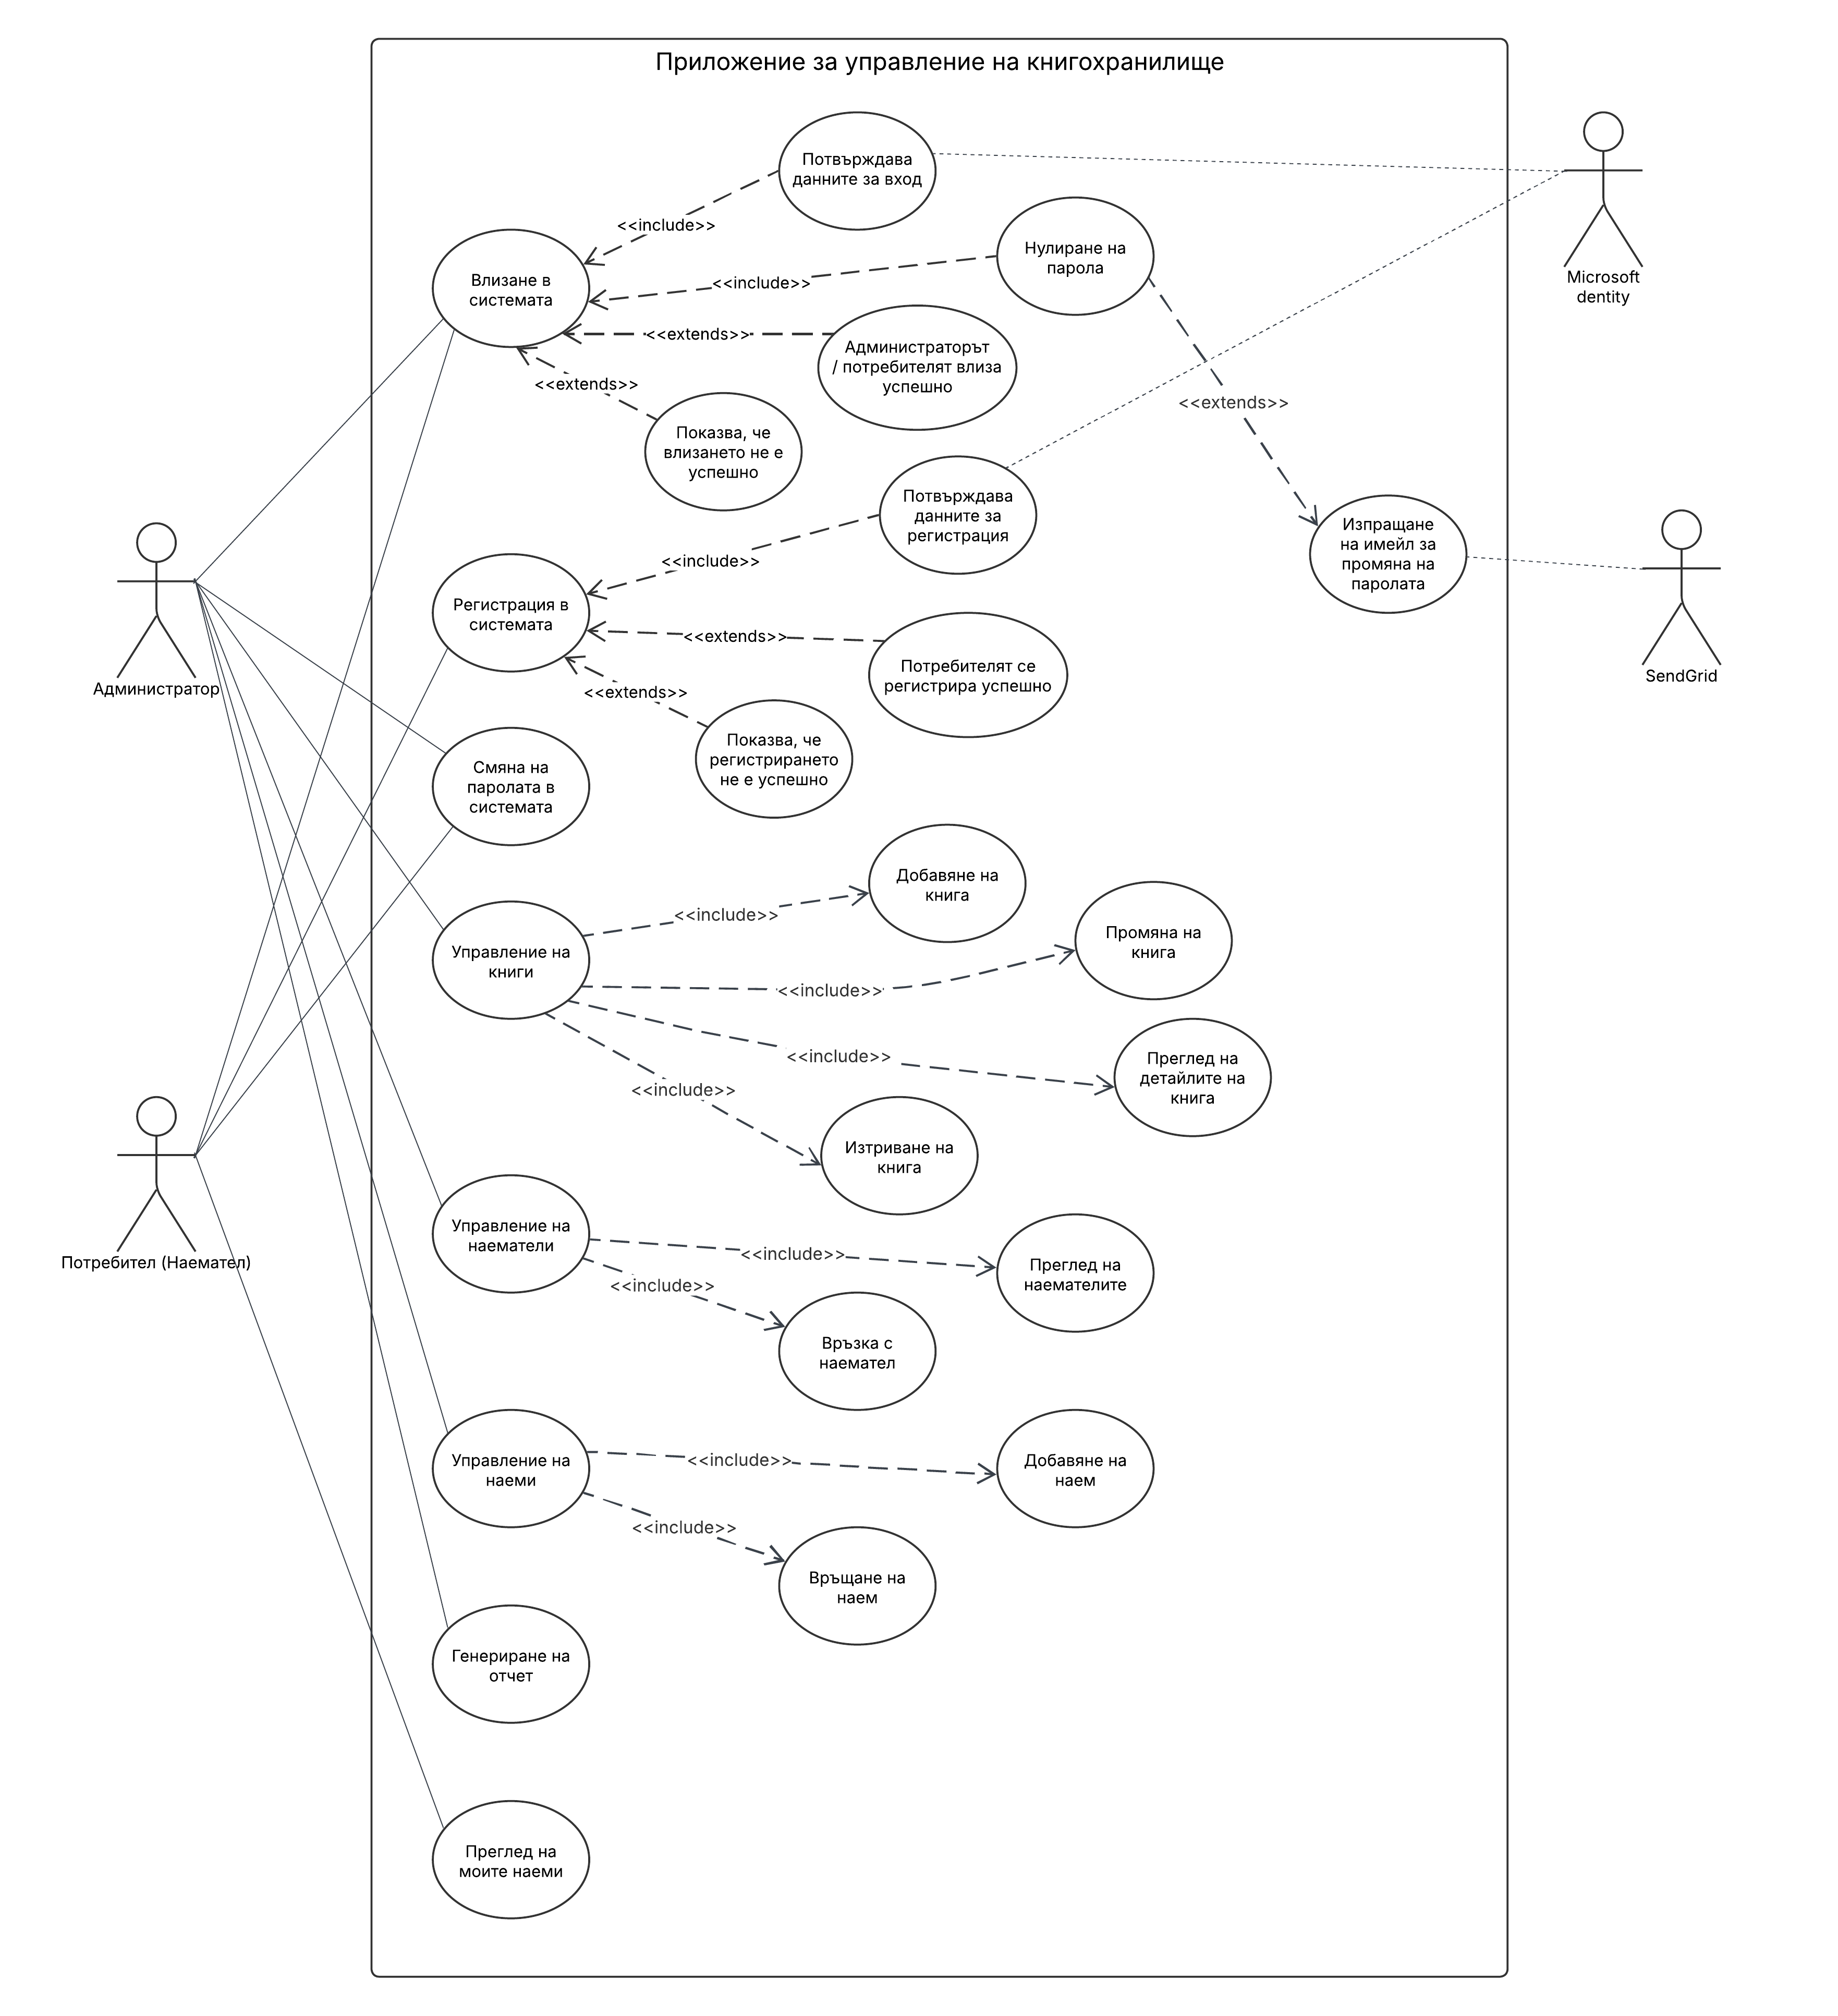 Приложение за управление на книгохранилище
Потвърждава
данните за вход
<<include>>
Нулиране на
парола
Microsoft
dentity
Влизане в
системата
<<include>>
<<extends>>
Администраторът
/ потребителят влиза
успешно
<<extends>>
<<extends>>
Показва, че
влизането не е
успешно
Потвърждава
данните за
регистрация
Изпращане
на имейл за
промяна на
паролата
<<include>>
Регистрация в
системата
<<extends>>
Потребителят се
регистрира успешно
SendGrid
Администратор
<<extends>>
Показва, че
регистрирането
не е успешно
Смяна на
паролата в
системата
Добавяне на
книга
<<include>>
Промяна на
книга
Управление на
книги
<<include>>
<<include>>
Преглед на
детайлите на
книга
<<include>>
Изтриване на
книга
Управление на
наематели
<<include>>
Преглед на
наемателите
Потребител (Наемател)
<<include>>
Връзка с
наемател
Управление на
наеми
<<include>>
Добавяне на
наем
<<include>>
Връщане на
наем
Генериране на
отчет
Преглед на
моите наеми